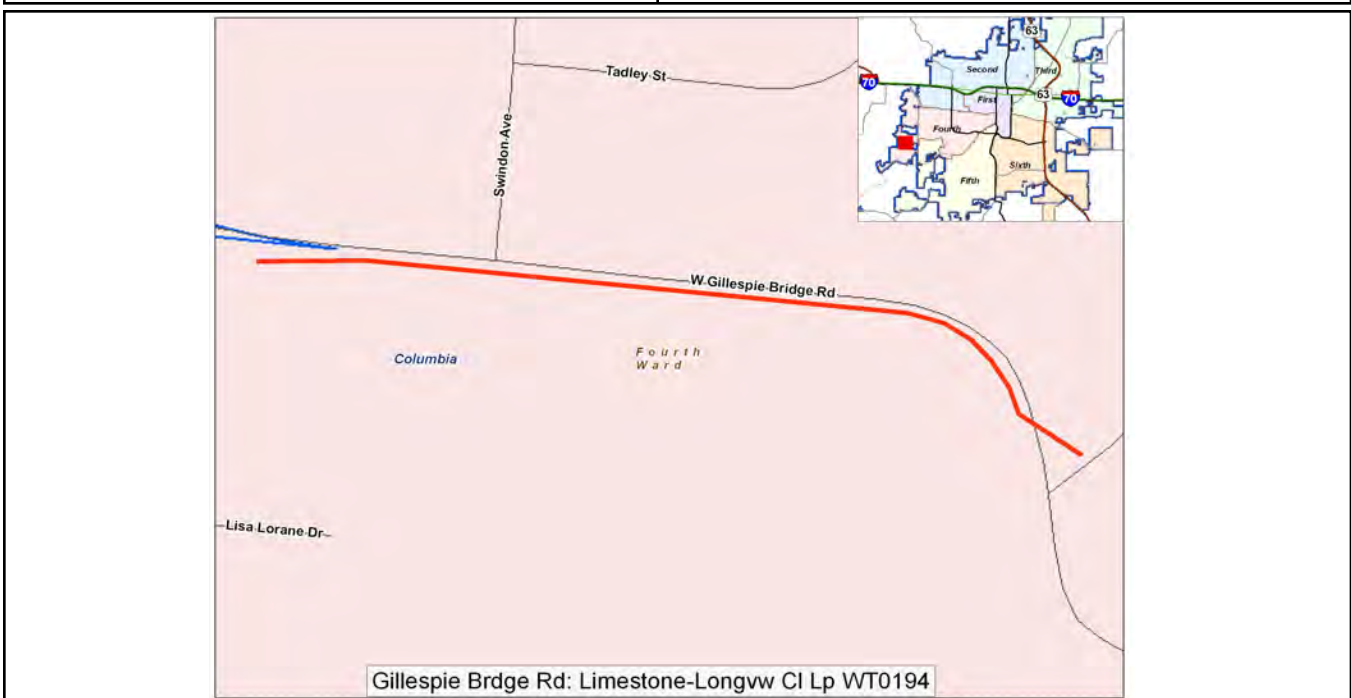 63
Second
Third
70
63
70
First
Fourth
Sixth
Fifth
Tadley St
Swindon Ave
W Gillespie Bridge Rd
Columbia
Fourth
Ward
Lisa Lorane Dr
Gillespie Brdge Rd: Limestone-Longvw Cl Lp WT0194